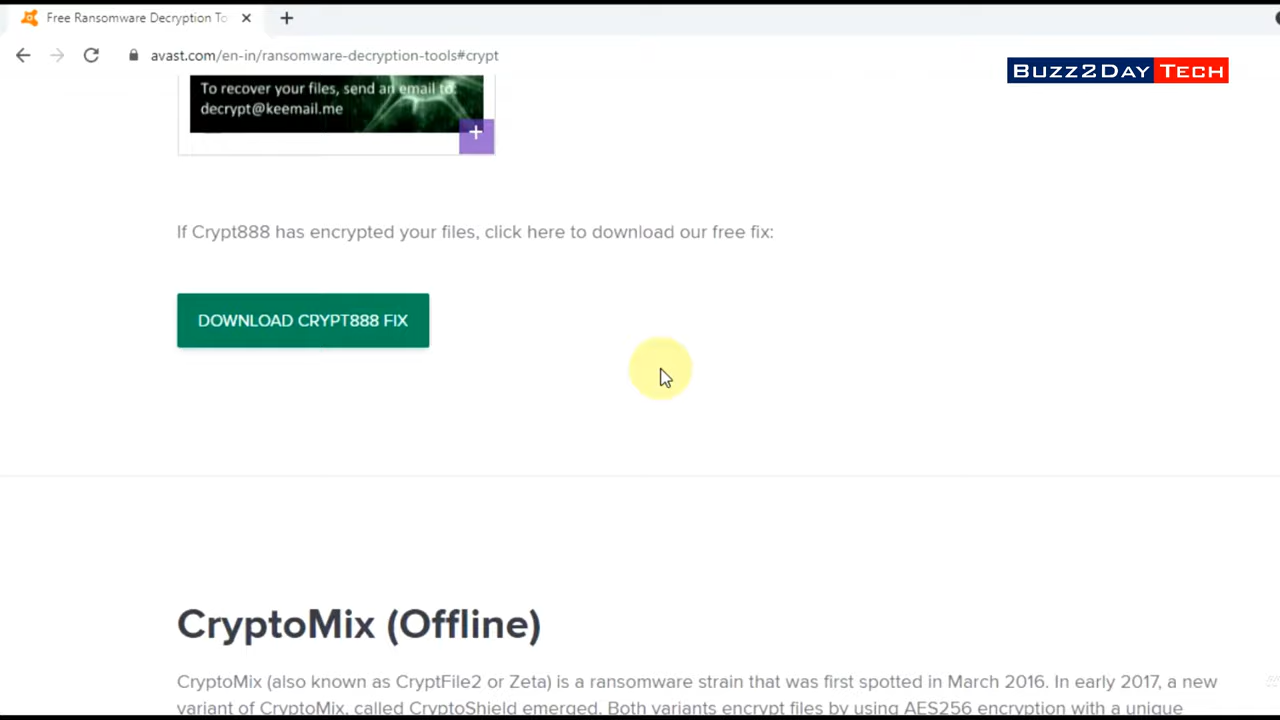 Free Ransomware Decryption To
avast.com/en-in/ransomware-decryption-tools#crypt
BUZZ2DAY TECH
To recover your files, send an email to:
decrypt@keemail.me
If Crypt888 has encrypted your files, click here to download our free fix:
DOWNLOAD CRYPT888 FIX
CryptoMix (Offline)
CryptoMix (also known as CryptFile2 or Zeta) is a ransomware strain that was first spotted in March 2016. In early 2017, a new
variant of CryptoMix, called CryptoShield emerged. Both variants encrypt files by using AES256 encryption with a unique